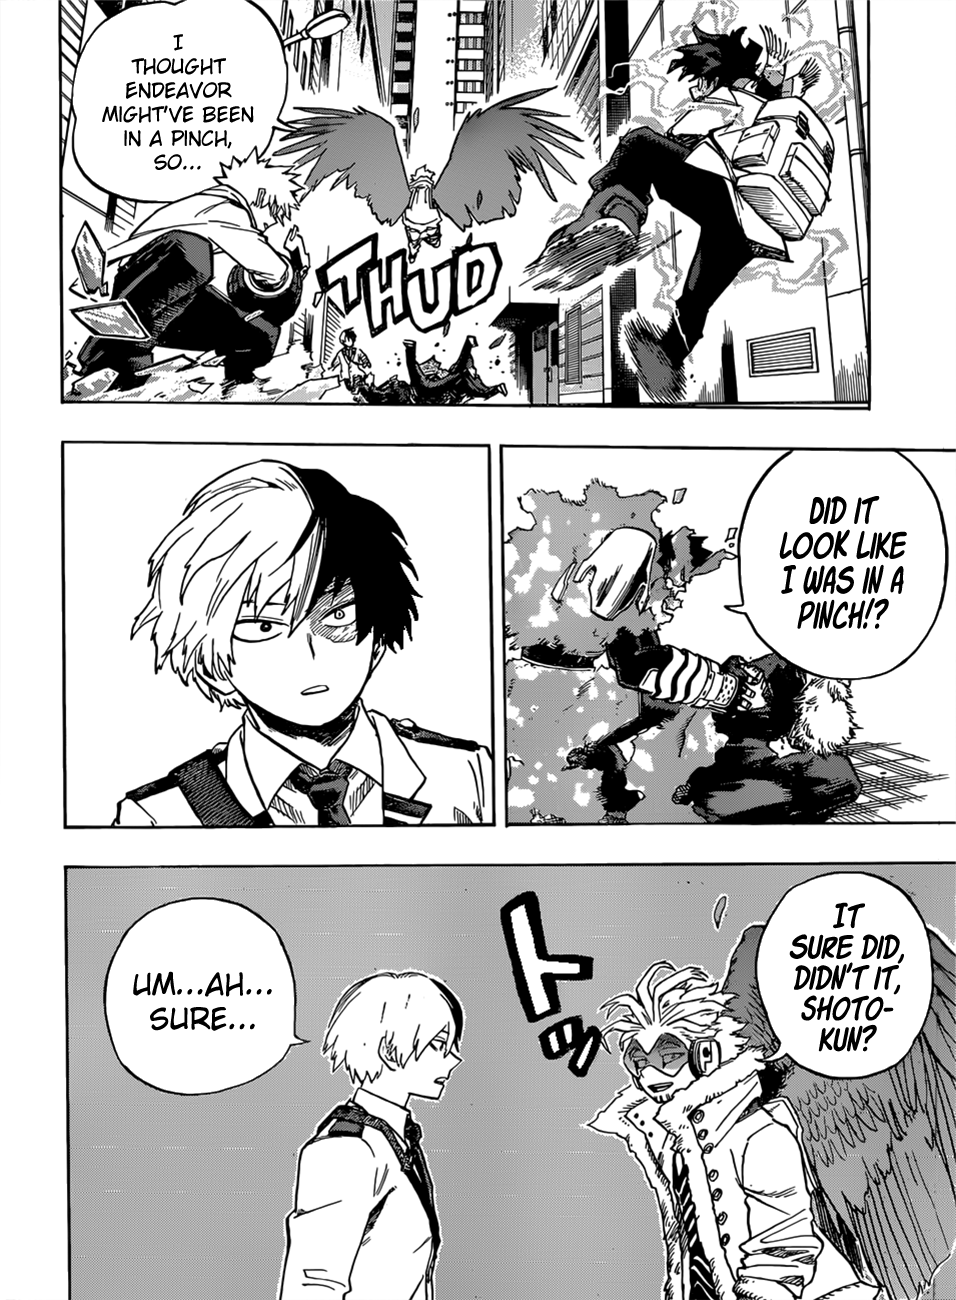 I
THOUGHT
ENDEAVOR
MIGHT'VE BEEN
IN A PINCH,
SO...
THUD
DID IT
LOOK LIKE
I WAS IN A
PINCH!?
IT
SURE DID,
DIDN'T IT,
SHOTO-
KUN?
トッ
UM...AH...
SURE...